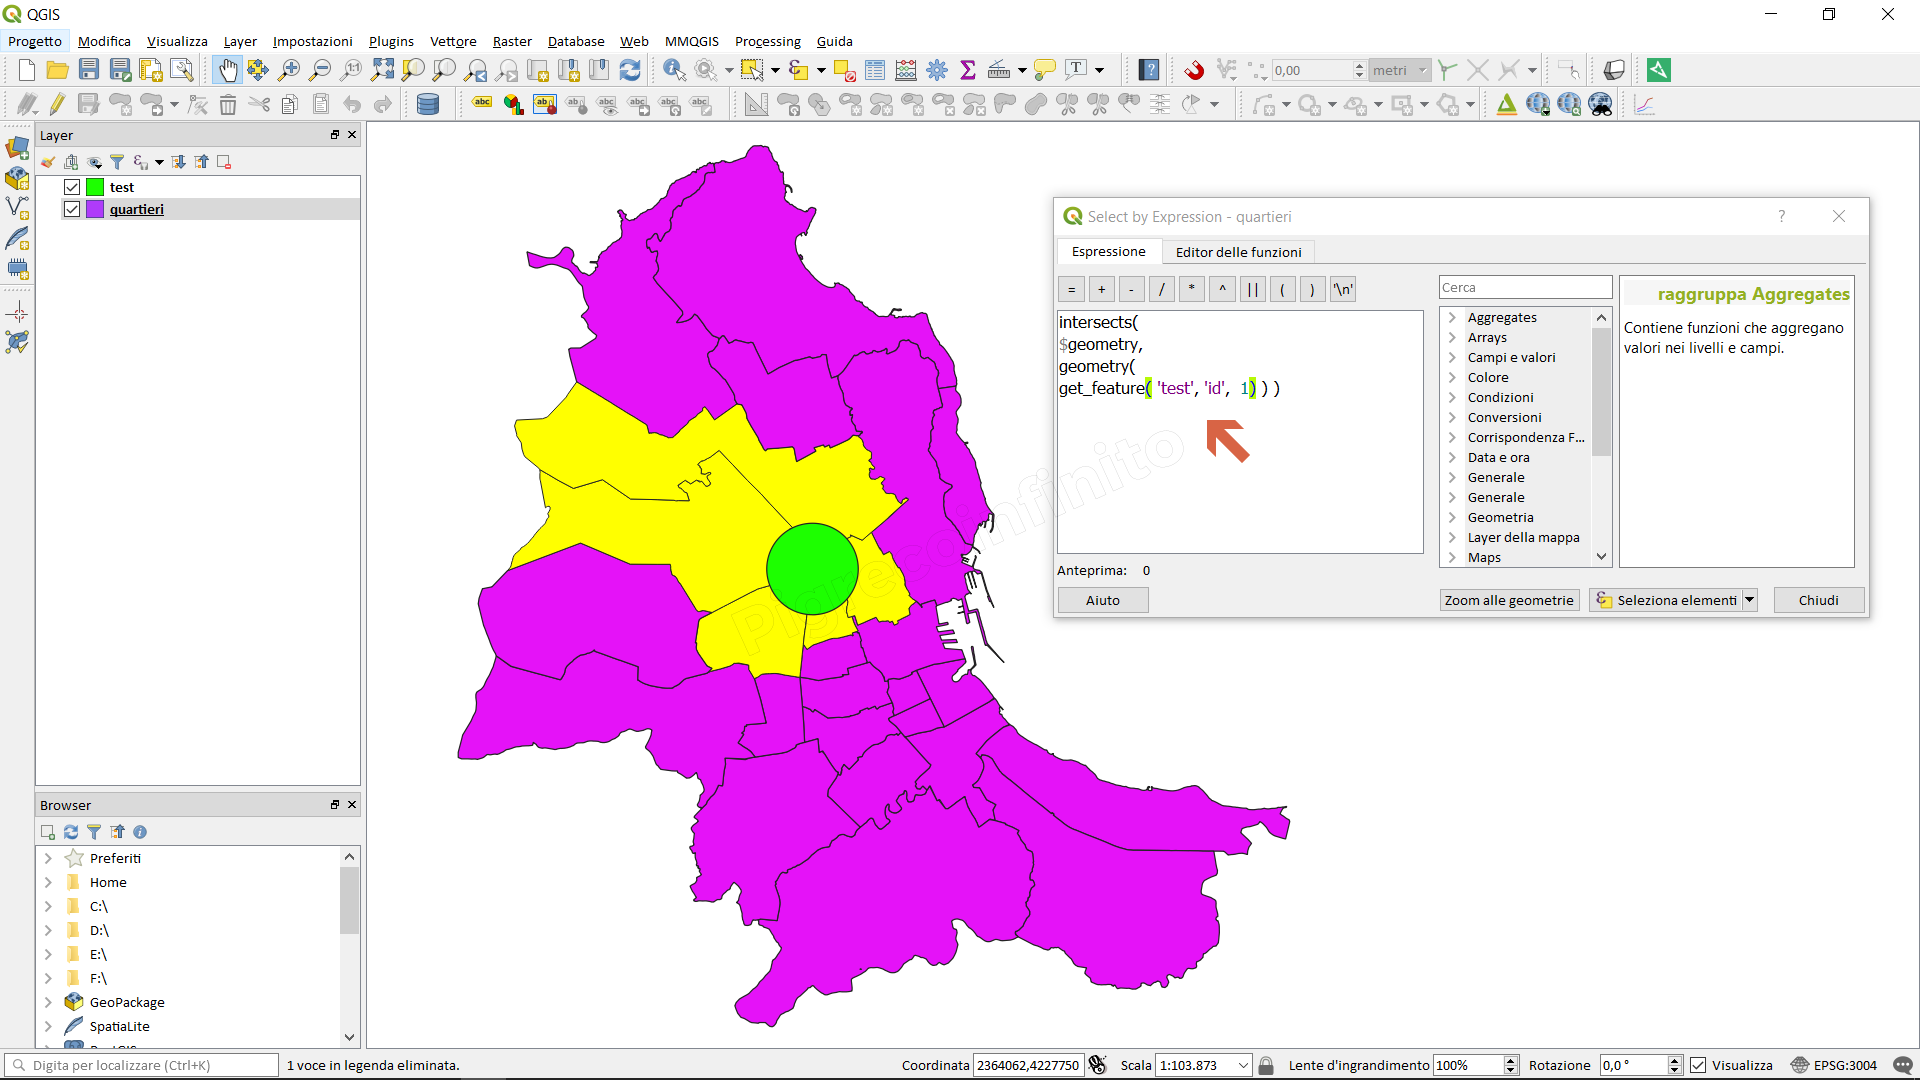 QGIS
Progetto Modifica Visualizza Layer Impostazioni Plugins Vettore Raster Database Web MMQGIS Processing Guida
0,00 metri
Layer
test
quartieri
Select by Expression - quartieri
Espressione Editor delle funzioni
= + - / * ^ || ( ) '\n'
intersects(
$geometry,
geometry(
get_feature( 'test', 'id', 1) ) )
Anteprima: 0
Aiuto
Cerca
Aggregates
Arrays
Campi e valori
Colore
Condizioni
Conversioni
Corrispondenza F...
Data e ora
Generale
Generale
Geometria
Layer della mappa
Maps
raggruppa Aggregates
Contiene funzioni che aggregano
valori nei livelli e campi.
Zoom alle geometrie Seleziona elementi Chiudi
Pigrecoinfinito
Browser
Preferiti
Home
C:\
D:\
E:\
F:\
GeoPackage
SpatiaLite
Digita per localizzare (Ctrl+K) 1 voce in legenda eliminata. Coordinata 2364062,4227750 Scala 1:103.873 Lente d'ingrandimento 100% Rotazione 0,0 ° Visualizza EPSG:3004